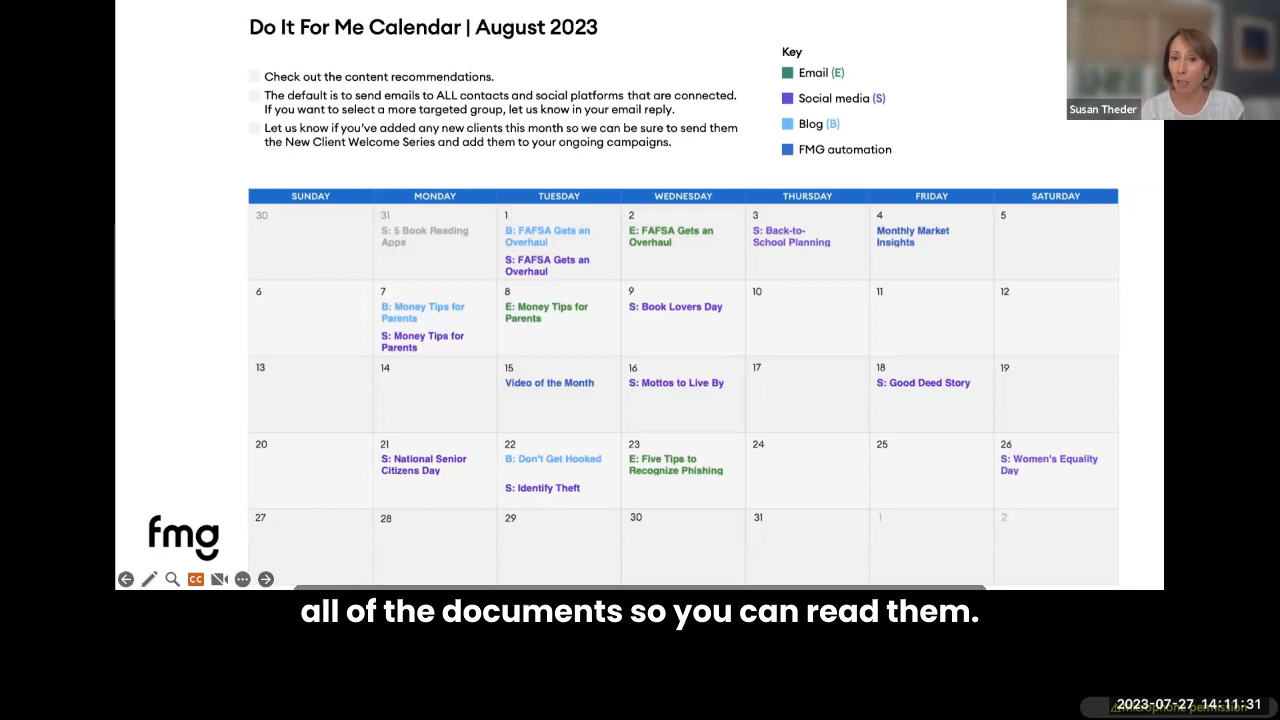 Do It For Me Calendar | August 2023
Check out the content recommendations.
The default is to send emails to ALL contacts and social platforms that are connected.
If you want to select a more targeted group, let us know in your email reply.
Let us know if you've added any new clients this month so we can be sure to send them
the New Client Welcome Series and add them to your ongoing campaigns.
Key
Email (E)
Social media (S)
Blog (B)
FMG automation
Susan Theder
SUNDAY MONDAY TUESDAY WEDNESDAY THURSDAY FRIDAY SATURDAY
30
31
S: 5 Book Reading
Apps
1
B: FAFSA Gets an
Overhaul
S: FAFSA Gets an
Overhaul
2
E: FAFSA Gets an
Overhaul
3
S: Back-to-
School Planning
4
Monthly Market
Insights
5
6
7
B: Money Tips for
Parents
S: Money Tips for
Parents
8
E: Money Tips for
Parents
9
S: Book Lovers Day
10
11
12
13
14
15
Video of the Month
16
S: Mottos to Live By
17
18
S: Good Deed Story
19
20
21
S: National Senior
Citizens Day
22
B: Don't Get Hooked
S: Identify Theft
23
E: Five Tips to
Recognize Phishing
24
25
26
S: Women's Equality
Day
27
28
29
30
31
1
2
fmg
CC
all of the documents so you can read them.
2023-07-27 14:11:31